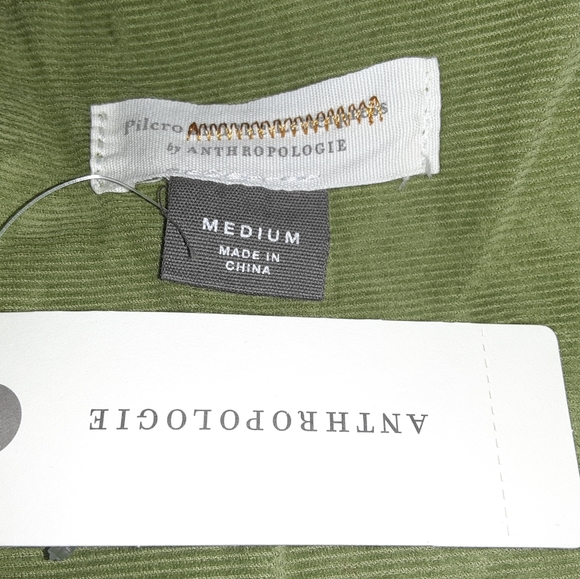 Pilcro
by ANTHROPOLOGIE
MEDIUM
MADE IN
CHINA
ANTHROPOLOGIE